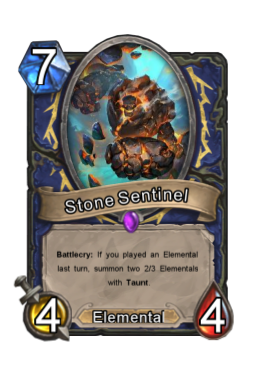 7
Stone Sentinel
Battlecry: If you played an Elemental
last turn, summon two 2/3 Elementals
with Taunt.
4
Elemental
4